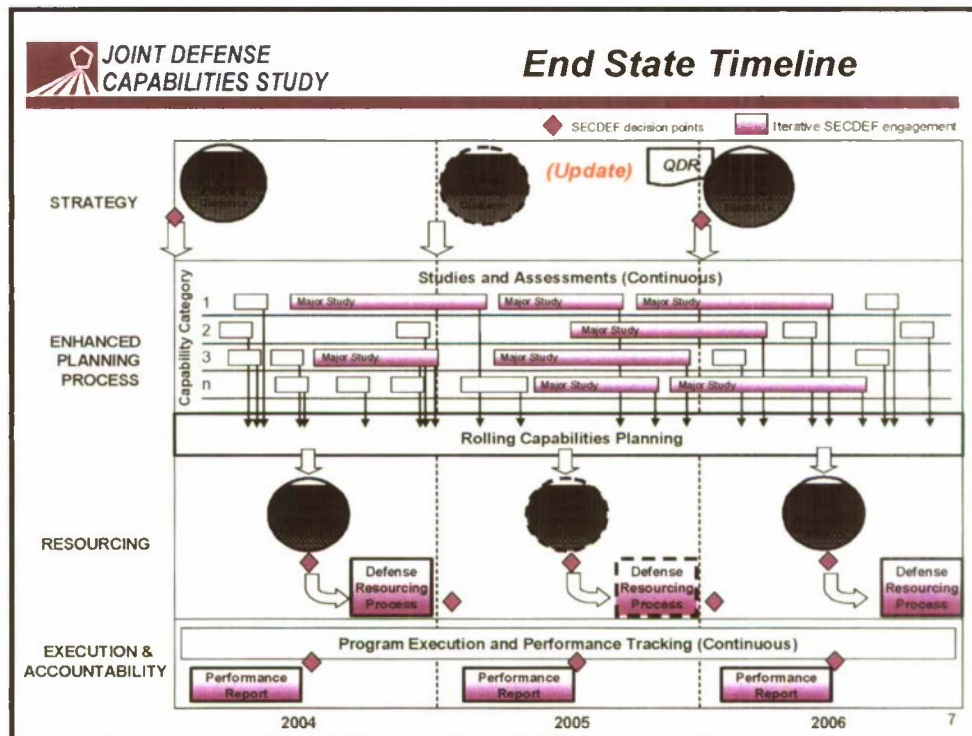 JOINT DEFENSE
CAPABILITIES STUDY
End State Timeline
SECDEF decision points
Iterative SECDEF engagement
STRATEGY
(Update)
QDR
ENHANCED
PLANNING
PROCESS
Capability Category
Studies and Assessments (Continuous)
1
Major Study
Major Study
Major Study
2
Major Study
3
Major Study
Major Study
n
Major Study
Major Study
Rolling Capabilities Planning
RESOURCING
Defense
Resourcing
Process
Defense
Resourcing
Process
Defense
Resourcing
Process
EXECUTION &
ACCOUNTABILITY
Program Execution and Performance Tracking (Continuous)
Performance
Report
Performance
Report
Performance
Report
2004
2005
2006
7